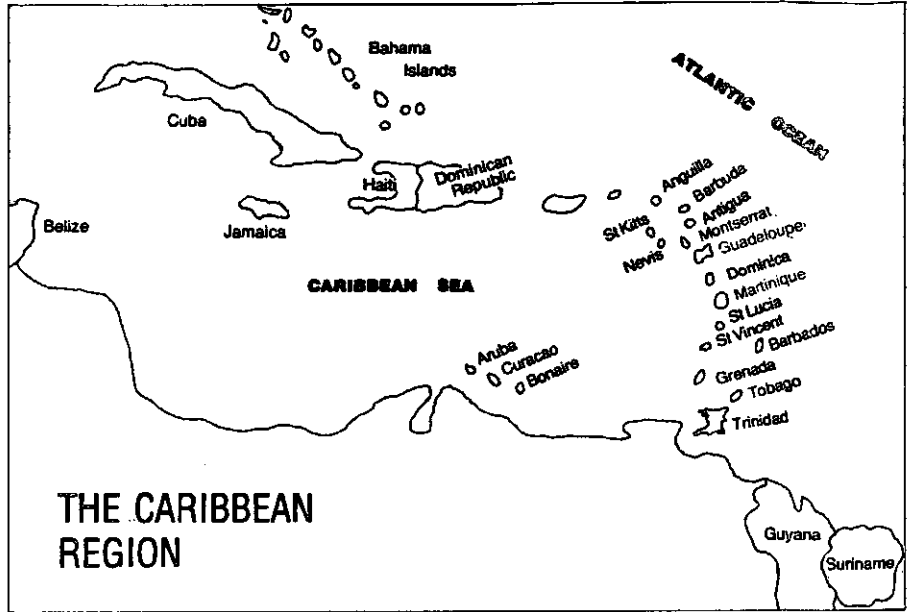 Bahama
Islands
ATLANTIC OCEAN
Cuba
Haiti
Dominican
Republic
Anguilla
Barbuda
St Kitts
Antigua
Belize
Jamaica
Nevis
Montserrat
Guadeloupe
CARIBBEAN SEA
Dominica
Martinique
St Lucia
St Vincent
Barbados
Aruba
Curacao
Bonaire
Grenada
Tobago
Trinidad
THE CARIBBEAN
REGION
Guyana
Suriname